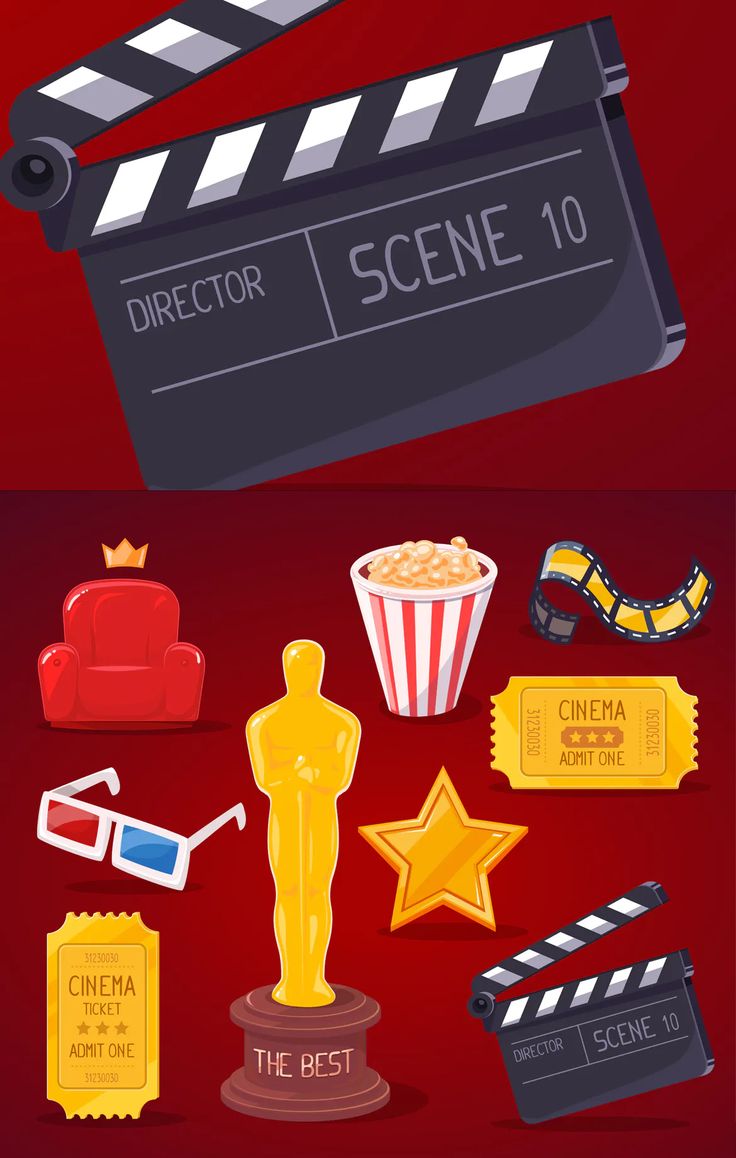 DIRECTOR
SCENE 10
CINEMA
ADMIT ONE
31230030
31230030
31230030
CINEMA
TICKET
ADMIT ONE
31230030
THE BEST
DIRECTOR
SCENE 10